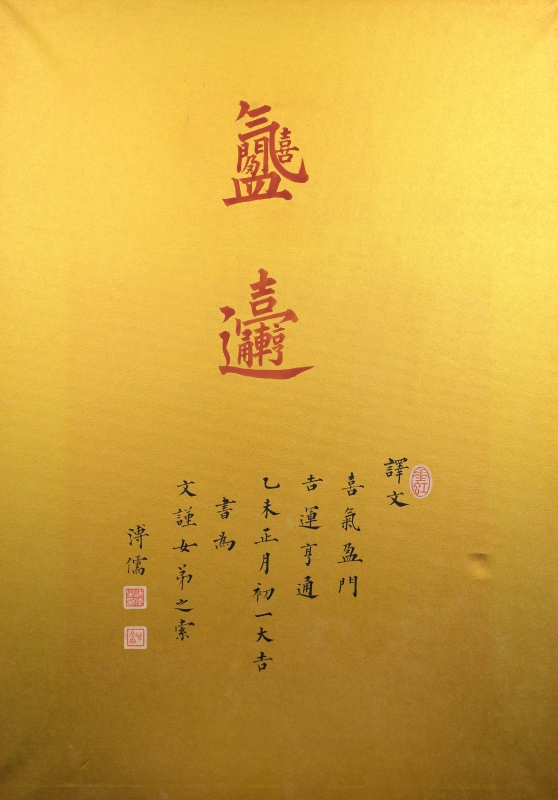 譯文
喜氣盈門
吉運亨通
乙未正月初一大吉
書為
文謹女弟之索
溥儒